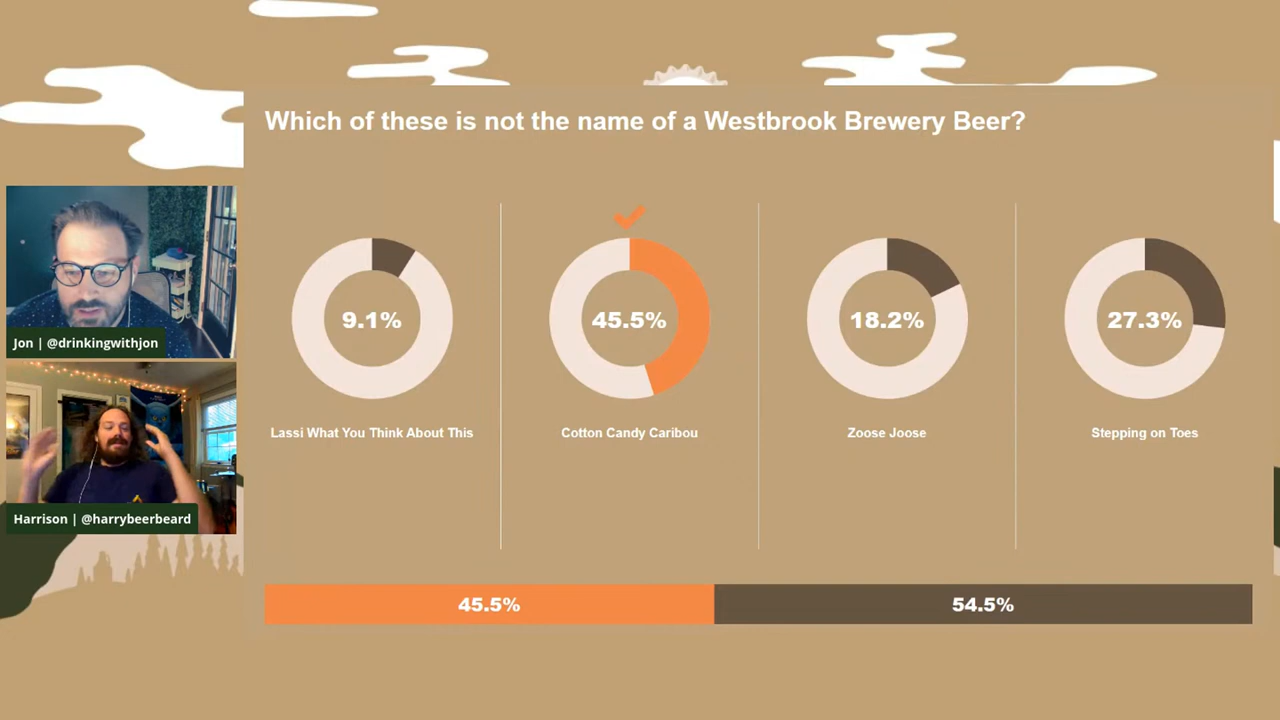 Which of these is not the name of a Westbrook Brewery Beer?
Jon | @drinkingwithjon
Harrison | @harrybeerbeard
9.1%
45.5%
18.2%
27.3%
Lassi What You Think About This
Cotton Candy Caribou
Zoose Joose
Stepping on Toes
45.5%
54.5%